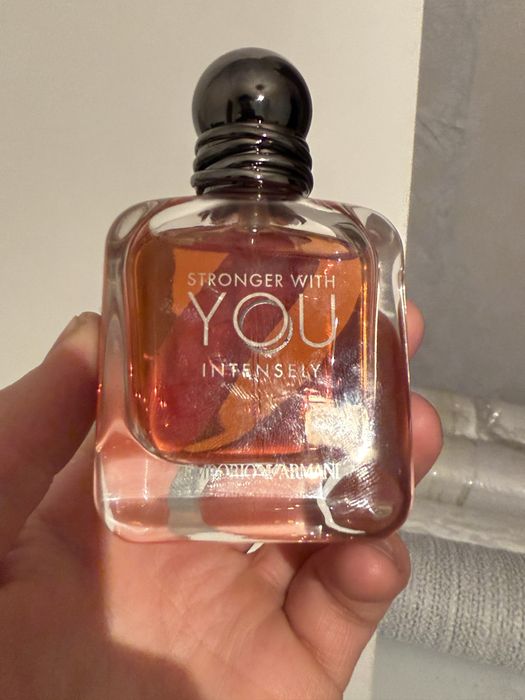 STRONGER WITH
YOU
INTENSELY
EMPORIO ARMANI